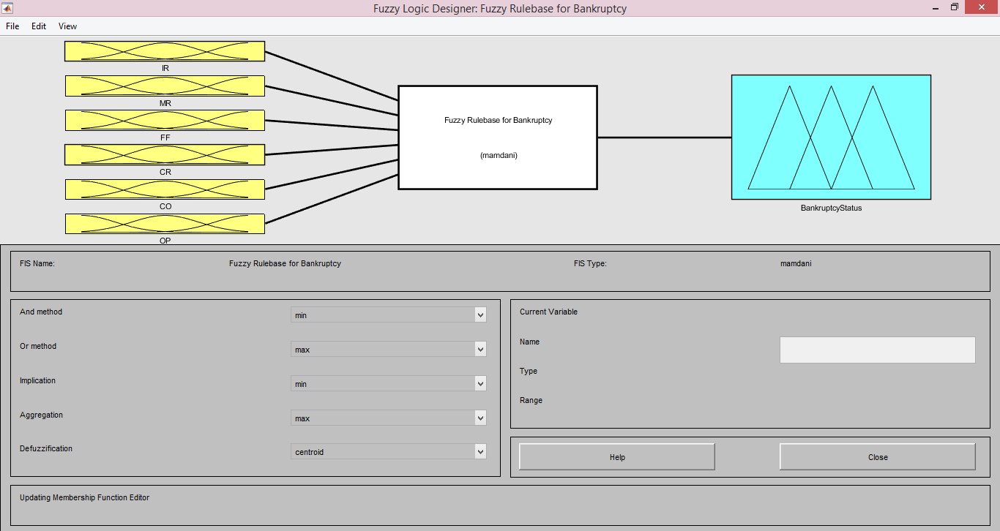 Fuzzy Logic Designer: Fuzzy Rulebase for Bankruptcy
File Edit View
IR
MR
FF
CR
CO
OP
Fuzzy Rulebase for Bankruptcy
(mamdani)
BankruptcyStatus
FIS Name: Fuzzy Rulebase for Bankruptcy FIS Type: mamdani
And method min
Or method max
Implication min
Aggregation max
Defuzzification centroid
Current Variable
Name
Type
Range
Help Close
Updating Membership Function Editor